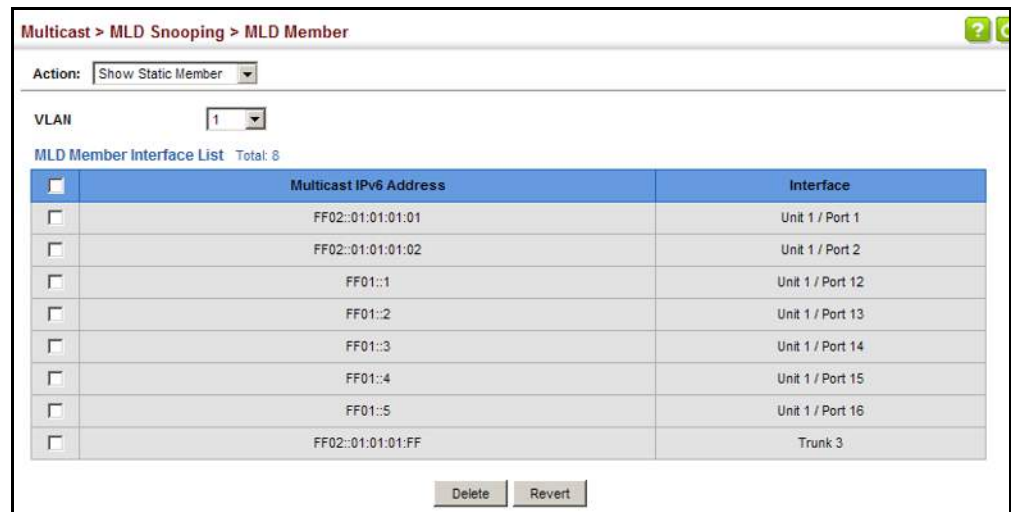 Multicast > MLD Snooping > MLD Member
?
Action: Show Static Member
VLAN 1
MLD Member Interface List Total: 8
Multicast IPv6 Address Interface
FF02::01:01:01:01 Unit 1 / Port 1
FF02::01:01:01:02 Unit 1 / Port 2
FF01::1 Unit 1 / Port 12
FF01::2 Unit 1 / Port 13
FF01::3 Unit 1 / Port 14
FF01::4 Unit 1 / Port 15
FF01::5 Unit 1 / Port 16
FF02::01:01:01:FF Trunk 3
Delete Revert